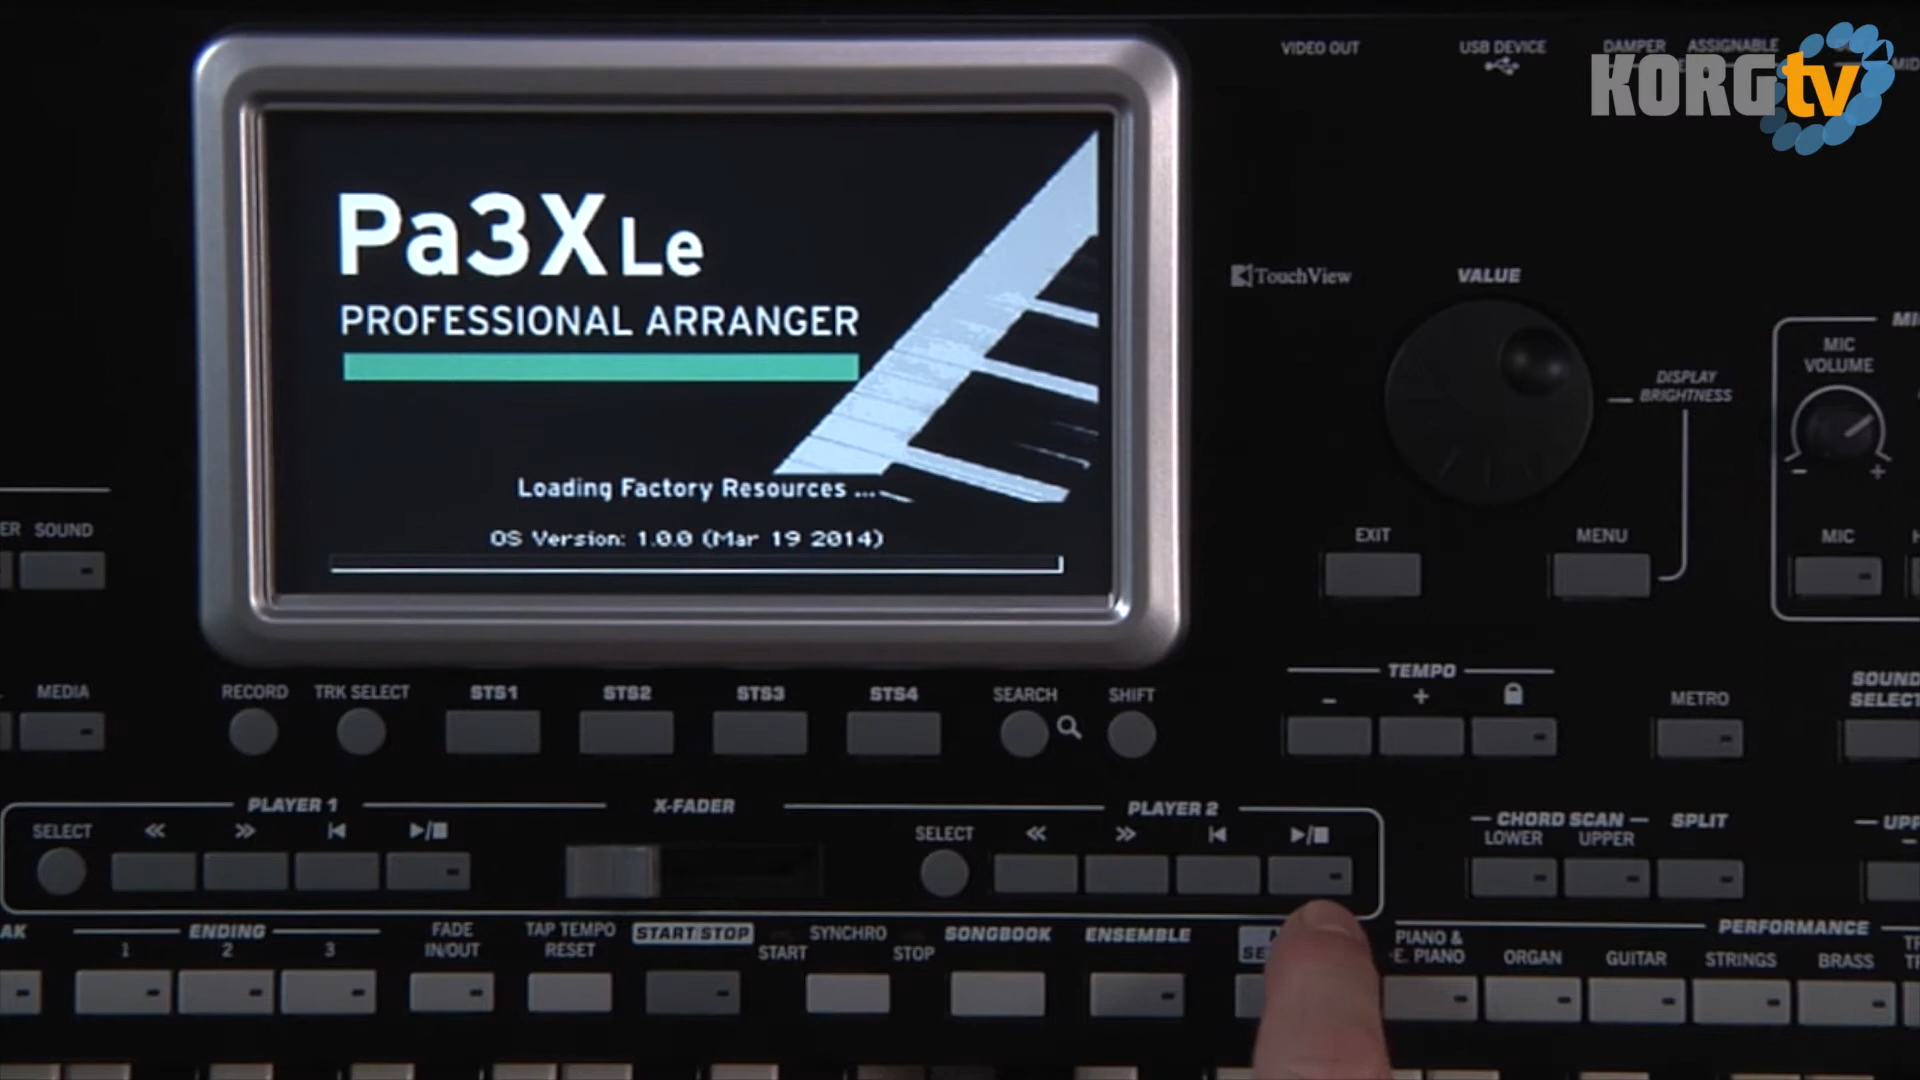 VIDEO OUT
USB DEVICE
DAMPER
ASSIGNABLE
KORGtv
Pa3XLe
PROFESSIONAL ARRANGER
Loading Factory Resources ...
OS Version: 1.0.0 (Mar 19 2014)
TouchView
VALUE
DISPLAY
BRIGHTNESS
MIC
VOLUME
- +
EXIT
MENU
MIC
SOUND
MEDIA
RECORD
TRK SELECT
STS1
STS2
STS3
STS4
SEARCH
SHIFT
TEMPO
- +
METRO
SOUND
SELECT
PLAYER 1
X-FADER
PLAYER 2
SELECT
SELECT
CHORD SCAN
LOWER UPPER
SPLIT
ENDING
1 2 3
FADE
IN/OUT
TAP TEMPO
RESET
START/STOP
SYNCHRO
START STOP
SONGBOOK
ENSEMBLE
PERFORMANCE
PIANO &
E. PIANO
ORGAN
GUITAR
STRINGS
BRASS